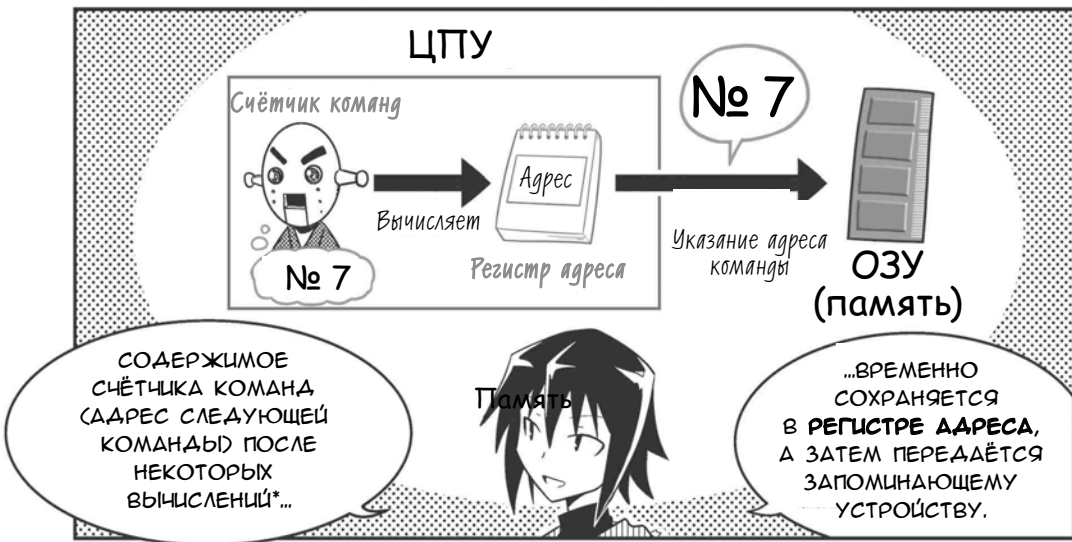 ЦПУ
Счётчик команд
№ 7
Вычисляет
Адрес
Регистр адреса
№ 7
Указание адреса
команды
ОЗУ
(память)
СОДЕРЖИМОЕ
СЧЁТЧИКА КОМАНД
(АДРЕС СЛЕДУЮЩЕЙ
КОМАНДЫ) ПОСЛЕ
НЕКОТОРЫХ
ВЫЧИСЛЕНИЙ*...
Память
...ВРЕМЕННО
СОХРАНЯЕТСЯ
В РЕГИСТРЕ АДРЕСА,
А ЗАТЕМ ПЕРЕДАЁТСЯ
ЗАПОМИНАЮЩЕМУ
УСТРОЙСТВУ.